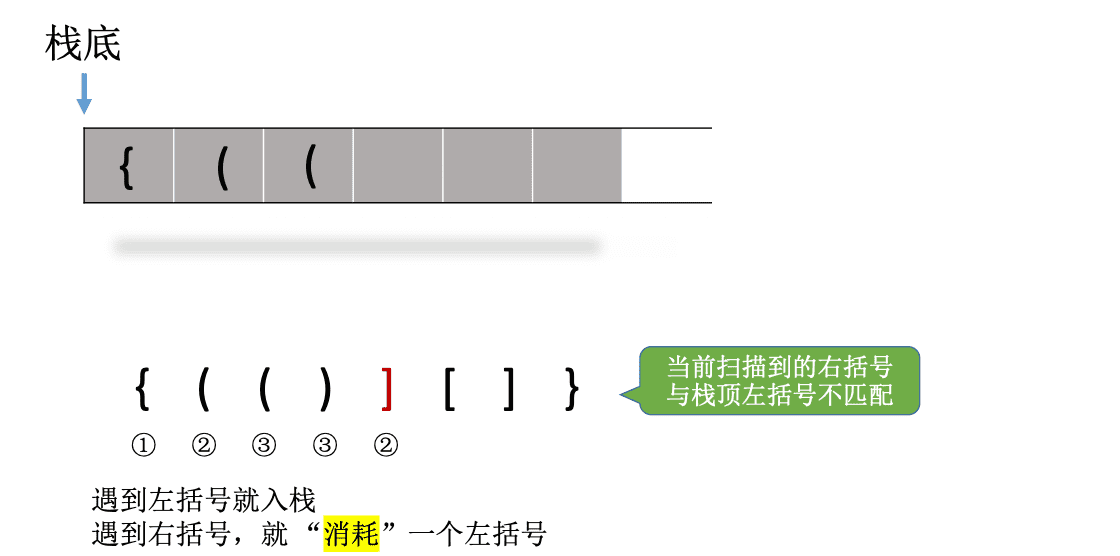 栈底
{ ( (
{ ( ( ) ] [ ] }
当前扫描到的右括号
与栈顶左括号不匹配
① ② ③ ③ ②
遇到左括号就入栈
遇到右括号，就“消耗”一个左括号